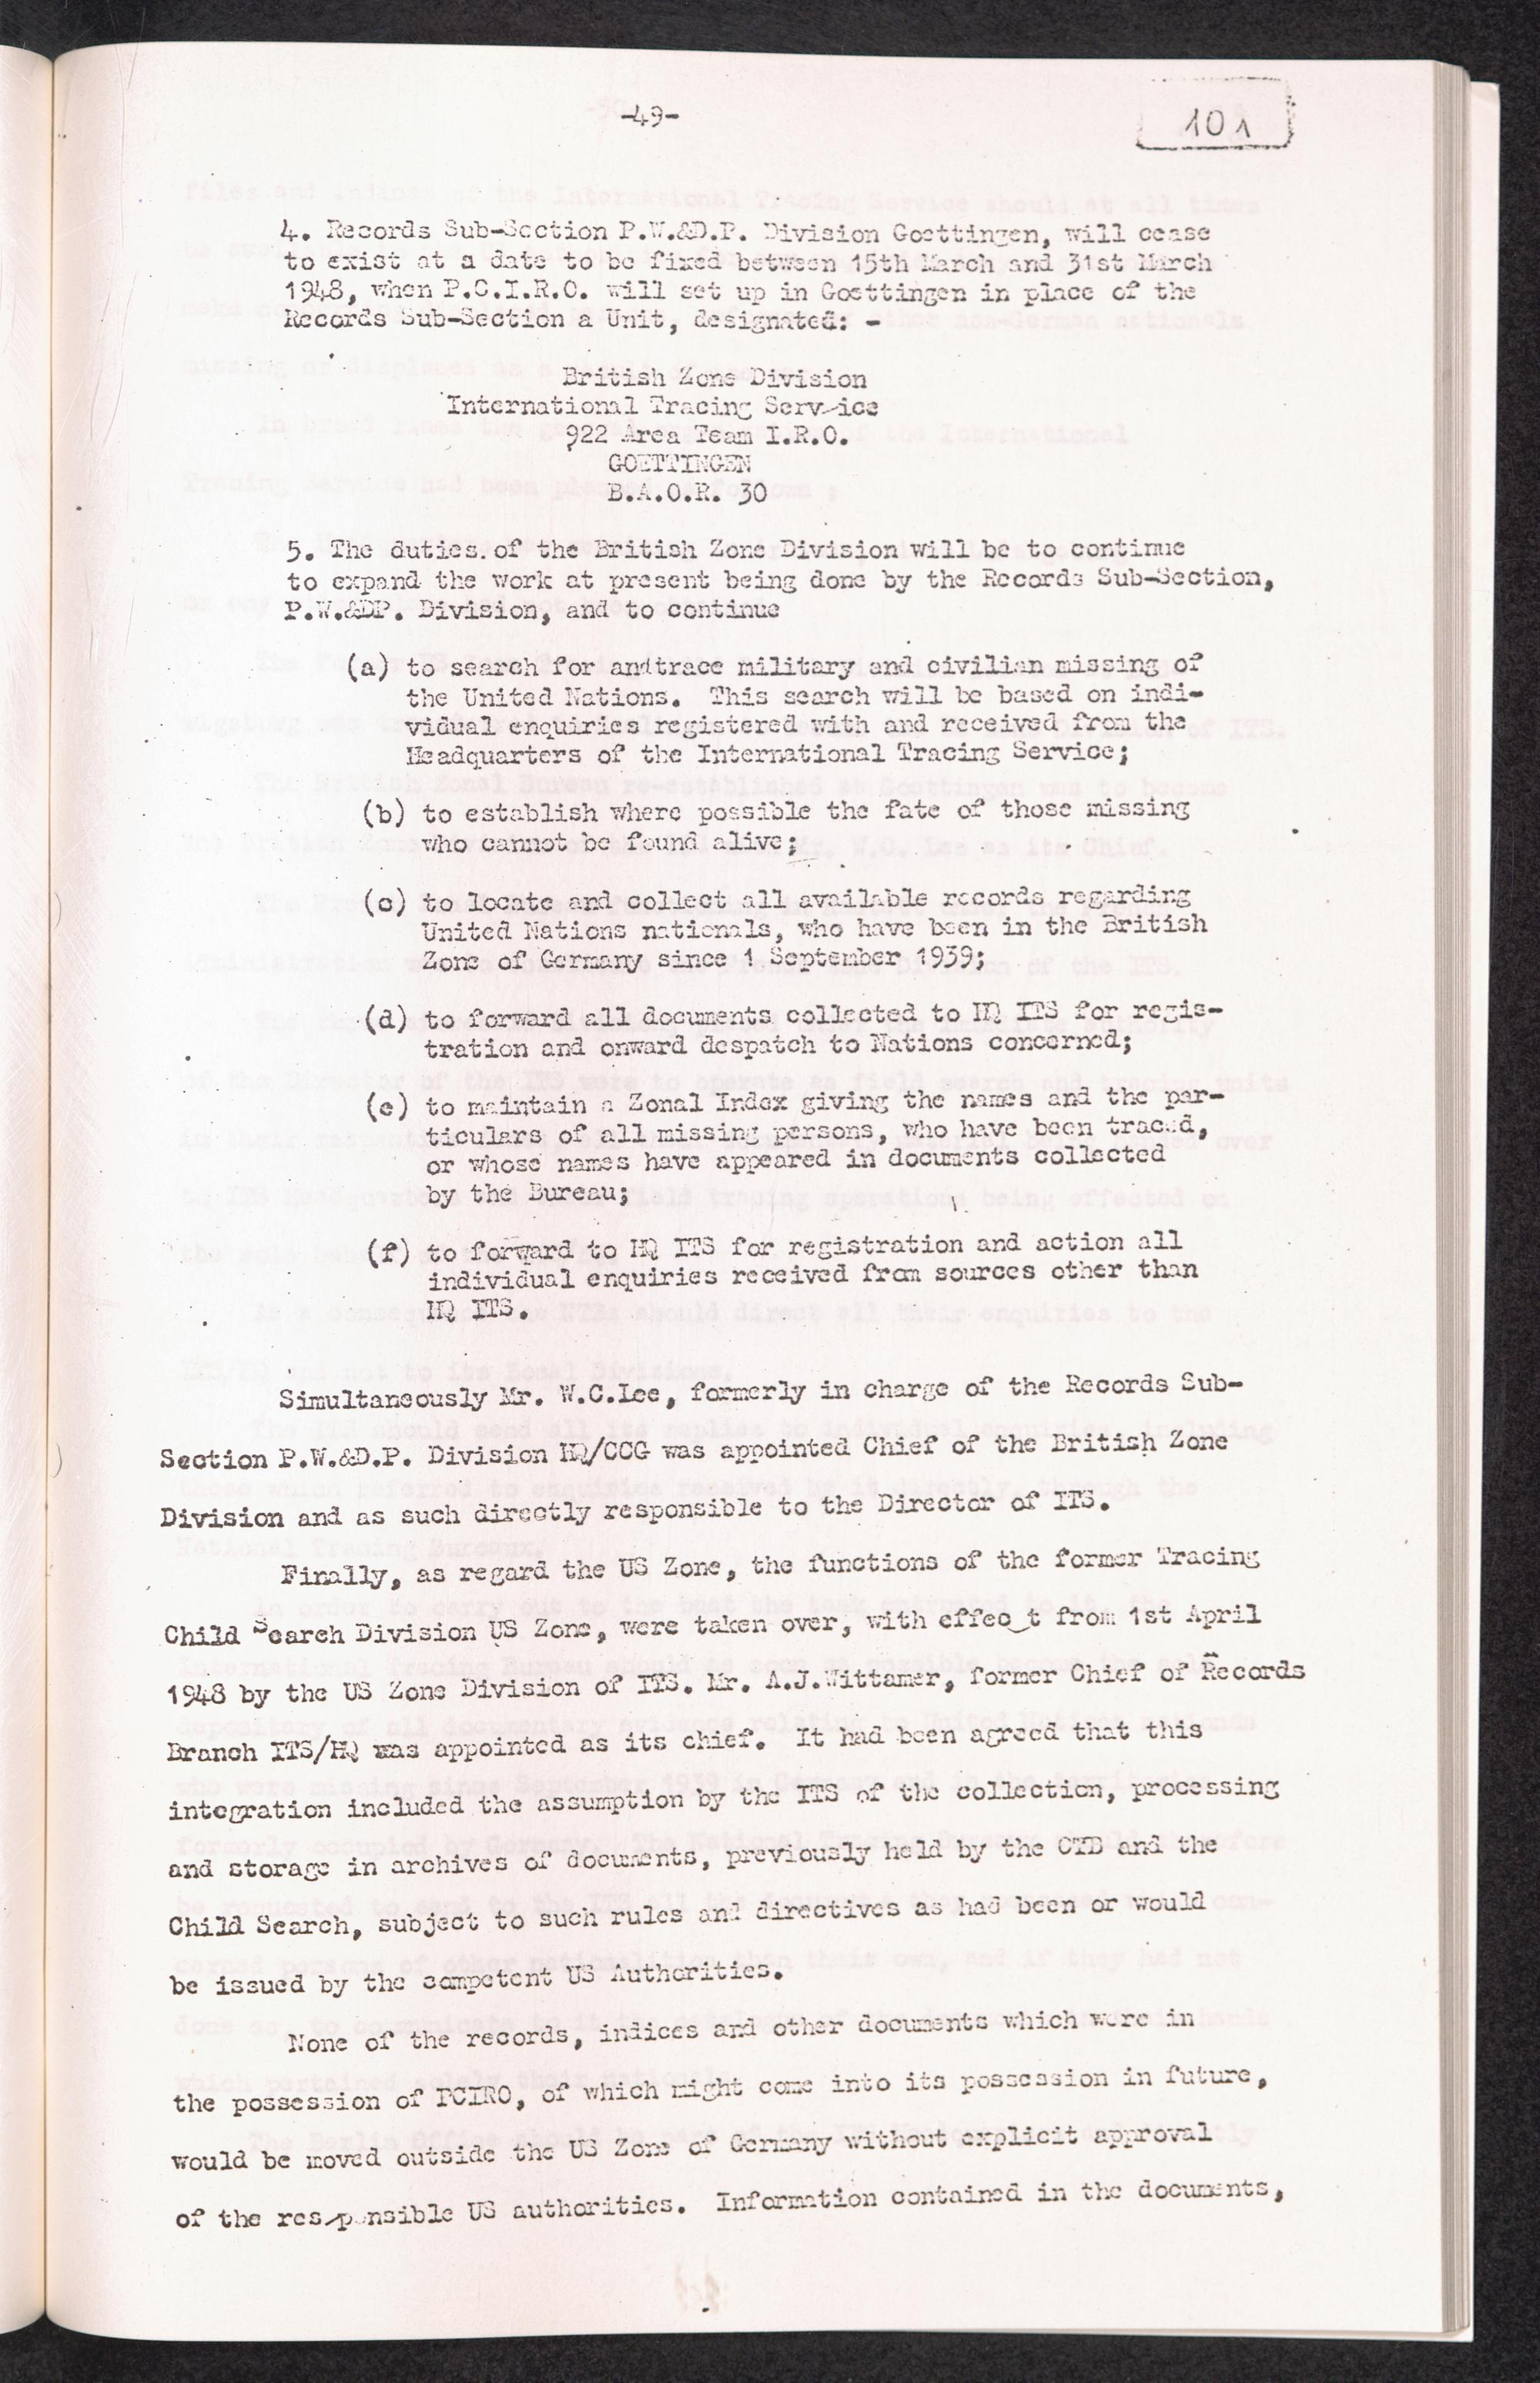 -49-
101
4. Records Sub-Section P.W.&D.P. Division Goettingen, will cease
to exist at a date to be fixed between 15th March and 31st March
1948, when P.C.I.R.O. will set up in Goettingen in place of the
Records Sub-Section a Unit, designated: -
British Zone Division
International Tracing Service
922 Area Team I.R.O.
GOETTINGEN
B.A.O.R. 30
5. The duties of the British Zone Division will be to continue
to expand the work at present being done by the Records Sub-Section,
P.W.&DP. Division, and to continue
(a) to search for andtrace military and civilian missing of
the United Nations. This search will be based on indi-
vidual enquiries registered with and received from the
Headquarters of the International Tracing Service;
(b) to establish where possible the fate of those missing
who cannot be found alive;
(c) to locate and collect all available records regarding
United Nations nationals, who have been in the British
Zone of Germany since 1 September 1939;
(d) to forward all documents collected to HQ ITS for regis-
tration and onward despatch to Nations concerned;
(e) to maintain a Zonal Index giving the names and the par-
ticulars of all missing persons, who have been traced,
or whose names have appeared in documents collected
by the Bureau;
(f) to forward to HQ ITS for registration and action all
individual enquiries received from sources other than
HQ ITS.
Simultaneously Mr. W.C.Lee, formerly in charge of the Records Sub-
Section P.W.&D.P. Division HQ/CCG was appointed Chief of the British Zone
Division and as such directly responsible to the Director of ITS.
Finally, as regard the US Zone, the functions of the former Tracing
Child Search Division US Zone, were taken over, with effect from 1st April
1948 by the US Zone Division of ITS. Mr. A.J.Wittamer, former Chief of Records
Branch ITS/HQ was appointed as its chief. It had been agreed that this
integration included the assumption by the ITS of the collection, processing
and storage in archives of documents, previously held by the CTB and the
Child Search, subject to such rules and directives as had been or would
be issued by the competent US Authorities.
None of the records, indices and other documents which were in
the possession of PCIRO, of which might come into its possession in future,
would be moved outside the US Zone of Germany without explicit approval
of the responsible US authorities. Information contained in the documents,